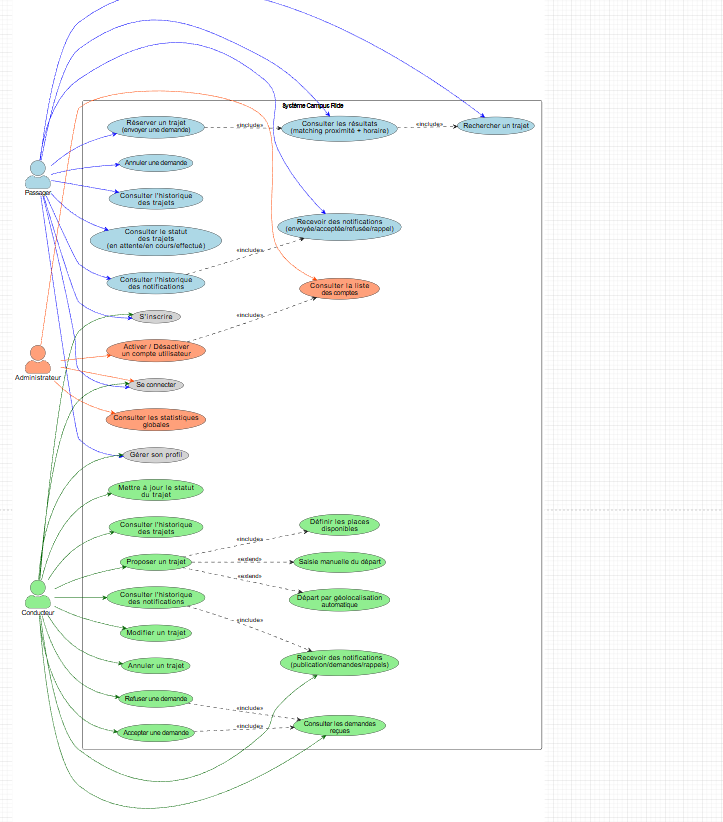 Système Campus Ride
Réserver un trajet
(envoyer une demande)
«include»
Consulter les résultats
(matching proximité + horaire)
«include»
Rechercher un trajet
Annuler une demande
Passager
Consulter l'historique
des trajets
Consulter le statut
des trajets
(en attente/en cours/effectué)
Recevoir des notifications
(envoyée/acceptée/refusée/rappel)
«include»
Consulter l'historique
des notifications
Consulter la liste
des comptes
«include»
S'inscrire
Activer / Désactiver
un compte utilisateur
Administrateur
Se connecter
Consulter les statistiques
globales
Gérer son profil
Mettre à jour le statut
du trajet
Consulter l'historique
des trajets
Définir les places
disponibles
«include»
Proposer un trajet
«extend»
Saisie manuelle du départ
«extend»
Départ par géolocalisation
automatique
Consulter l'historique
des notifications
Conducteur
«include»
Modifier un trajet
Recevoir des notifications
(publication/demandes/rappels)
Annuler un trajet
Refuser une demande
«include»
Consulter les demandes
reçues
«include»
Accepter une demande